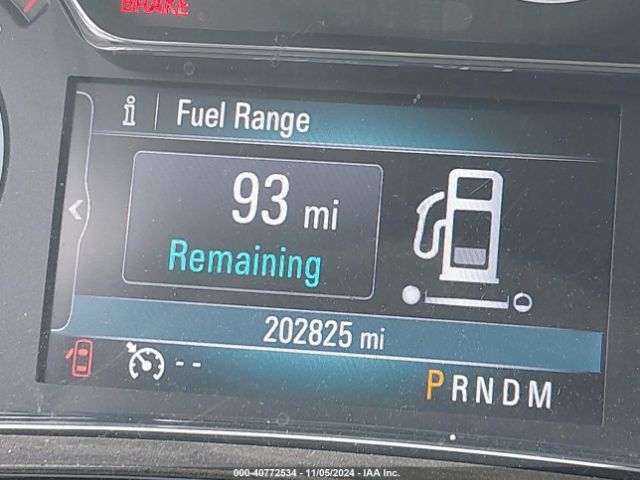 BRAKE
i Fuel Range
93 mi
Remaining
202825 mi
--
PRNDM
000-40772534 - 11/05/2024 - IAA Inc.